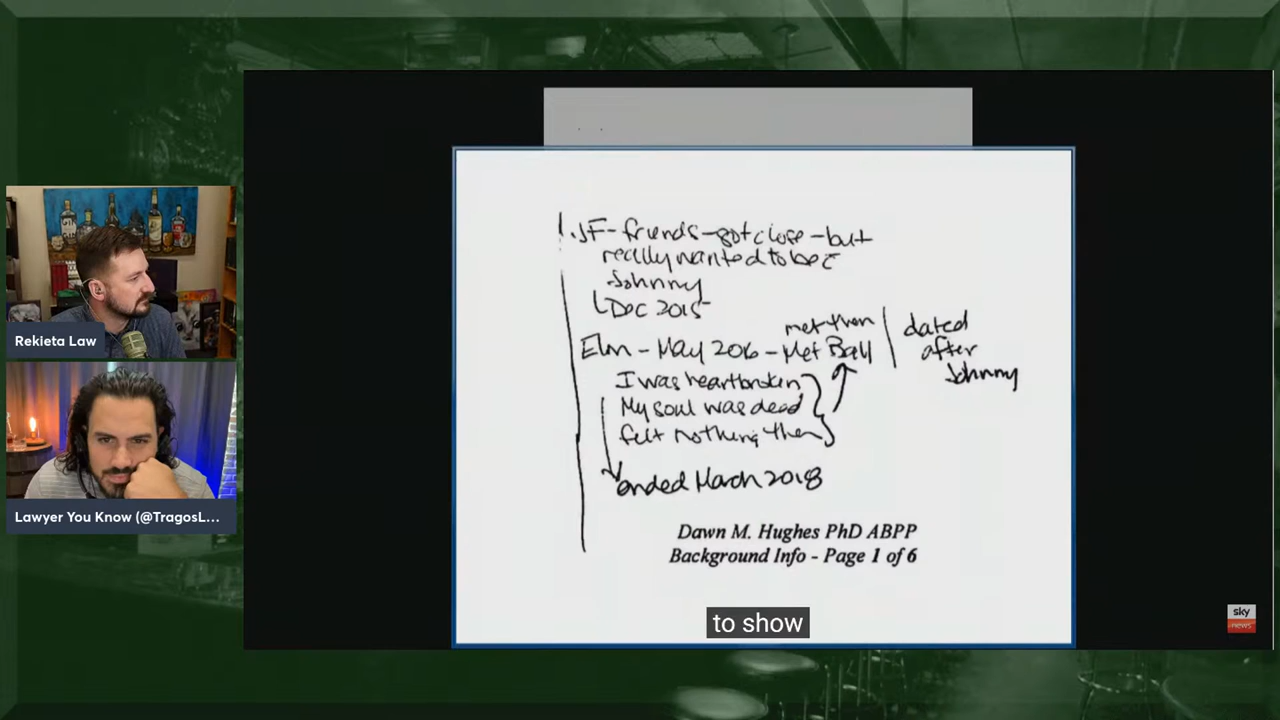 1. JF - friends - got close - but
really wanted to be c̄
Johnny
Dec 2015
met then
Elon - May 2016 - Met Ball
dated
after
Johnny
I was heartbroken
My soul was dead
felt nothing then
ended March 2018
Dawn M. Hughes PhD ABPP
Background Info - Page 1 of 6
to show
sky
news
Rekieta Law
Lawyer You Know (@TragosL...